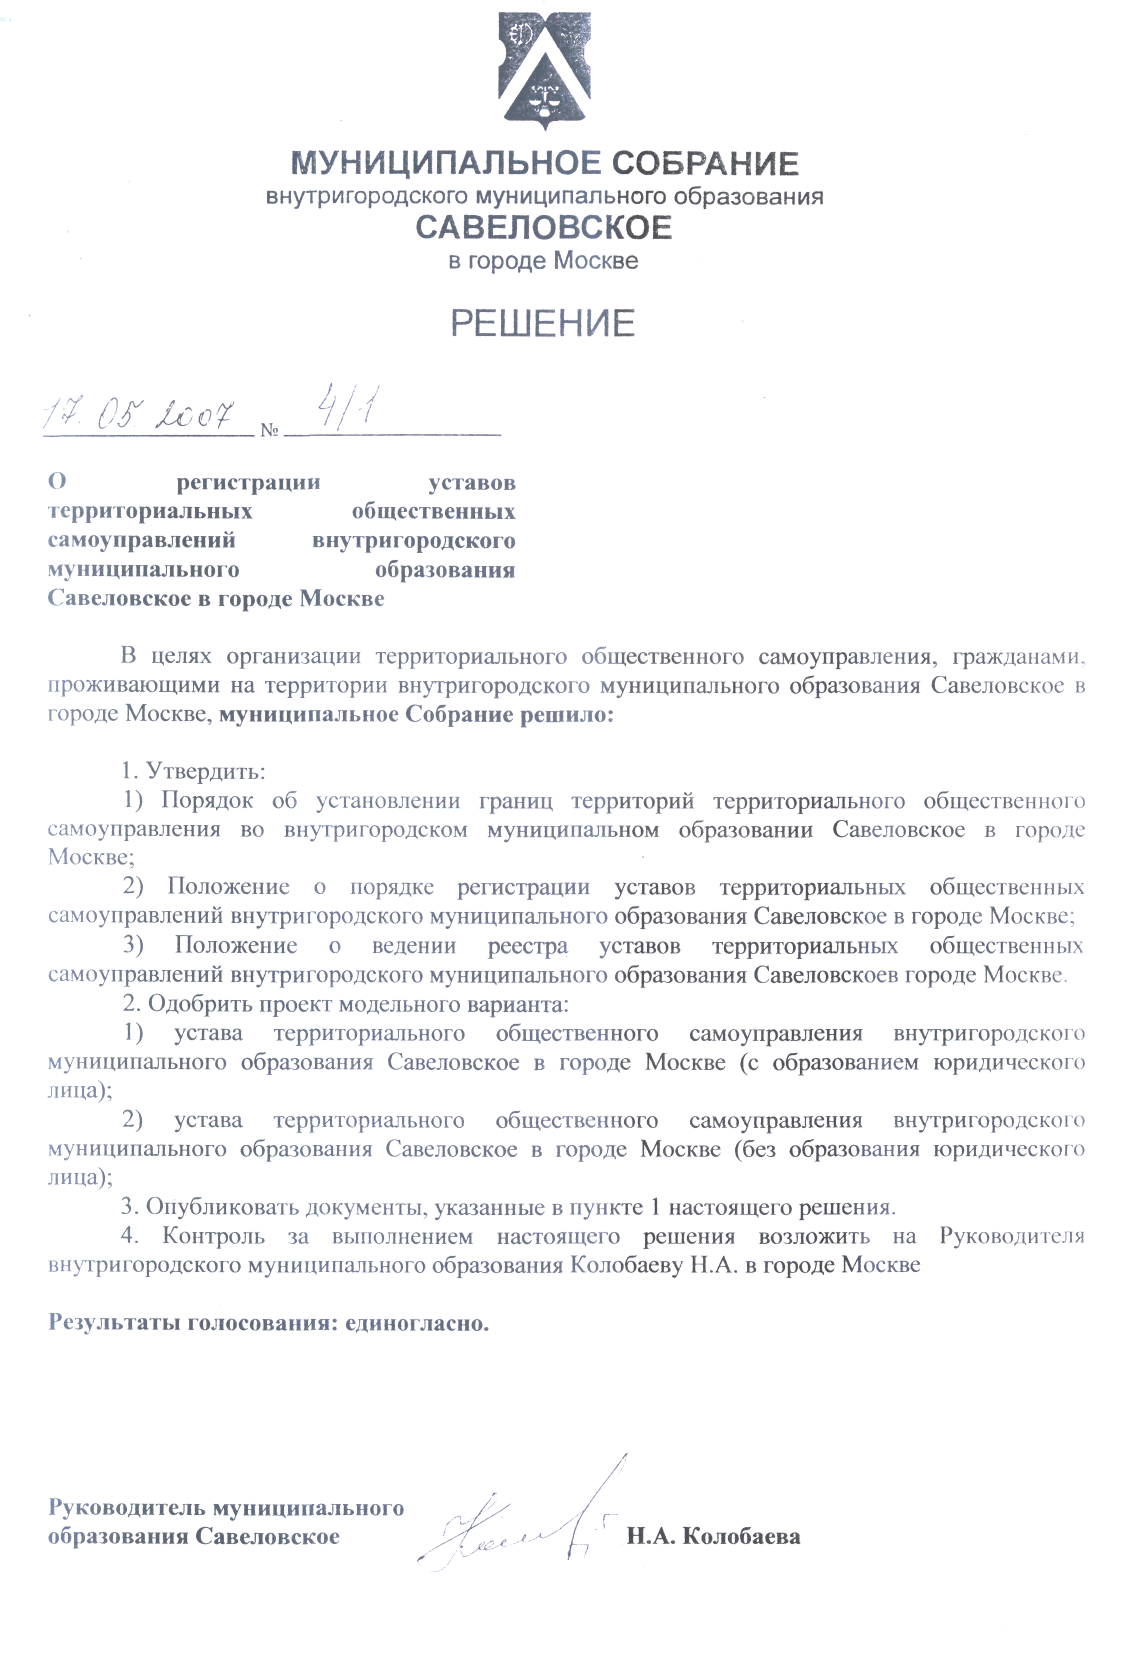 МУНИЦИПАЛЬНОЕ СОБРАНИЕ
внутригородского муниципального образования
САВЕЛОВСКОЕ
в городе Москве
РЕШЕНИЕ
17.05.2007 № 4/1
О регистрации уставов
территориальных общественных
самоуправлений внутригородского
муниципального образования
Савеловское в городе Москве
В целях организации территориального общественного самоуправления, гражданами,
проживающими на территории внутригородского муниципального образования Савеловское в
городе Москве, муниципальное Собрание решило:
1. Утвердить:
1) Порядок об установлении границ территорий территориального общественного
самоуправления во внутригородском муниципальном образовании Савеловское в городе
Москве;
2) Положение о порядке регистрации уставов территориальных общественных
самоуправлений внутригородского муниципального образования Савеловское в городе Москве;
3) Положение о ведении реестра уставов территориальных общественных
самоуправлений внутригородского муниципального образования Савеловскоев городе Москве.
2. Одобрить проект модельного варианта:
1) устава территориального общественного самоуправления внутригородского
муниципального образования Савеловское в городе Москве (с образованием юридического
лица);
2) устава территориального общественного самоуправления внутригородского
муниципального образования Савеловское в городе Москве (без образования юридического
лица);
3. Опубликовать документы, указанные в пункте 1 настоящего решения.
4. Контроль за выполнением настоящего решения возложить на Руководителя
внутригородского муниципального образования Колобаеву Н.А. в городе Москве
Результаты голосования: единогласно.
Руководитель муниципального
образования Савеловское Н.А. Колобаева